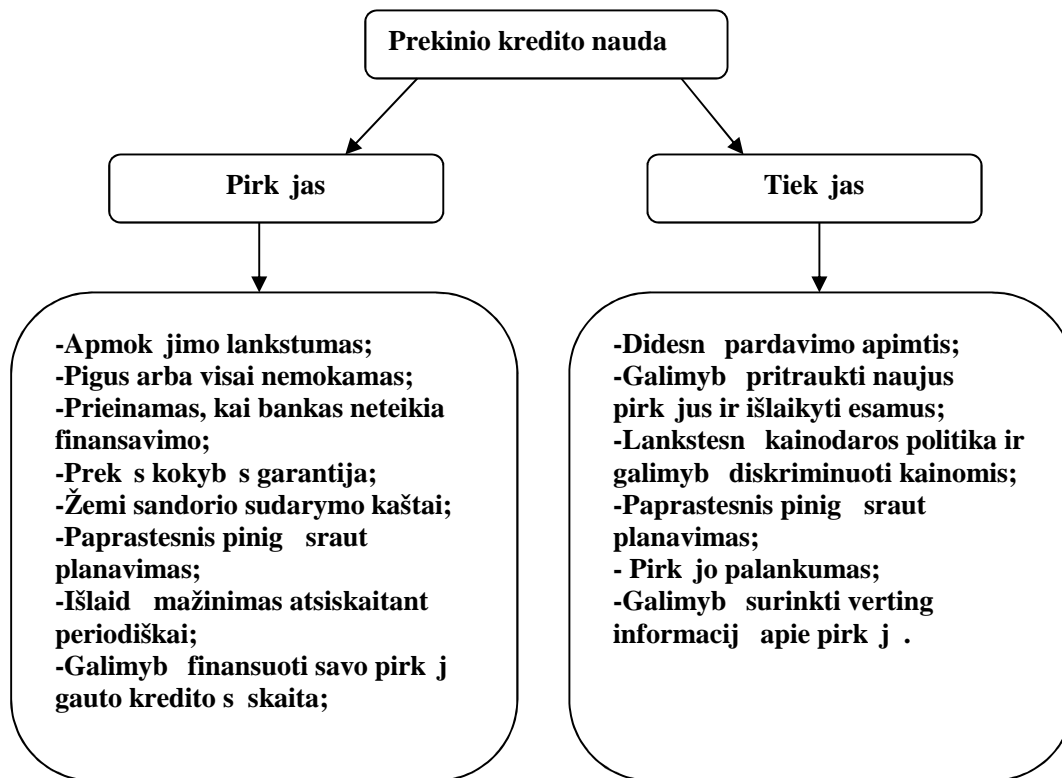 Prekinio kredito nauda
Pirk jas
Tiek jas
-Apmok jimo lankstumas;
-Pigus arba visai nemokamas;
-Prieinamas, kai bankas neteikia
finansavimo;
-Prek s kokyb s garantija;
-Žemi sandorio sudarymo kaštai;
-Paprastesnis pinig sraut
planavimas;
-Išlaid mažinimas atsiskaitant
periodiškai;
-Galimyb finansuoti savo pirk j
gauto kredito s skaita;
-Didesn pardavimo apimtis;
-Galimyb pritraukti naujus
pirk jus ir išlaikyti esamus;
-Lankstesn kainodaros politika ir
galimyb diskriminuoti kainomis;
-Paprastesnis pinig sraut
planavimas;
- Pirk jo palankumas;
-Galimyb surinkti verting
informacij apie pirk j .